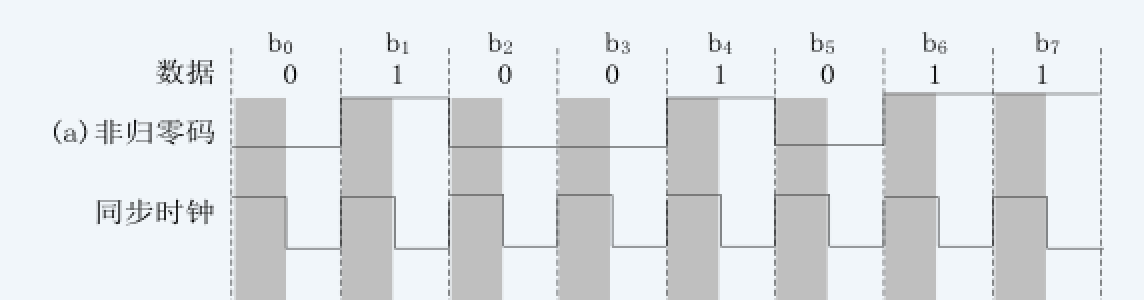 b₀ b₁ b₂ b₃ b₄ b₅ b₆ b₇
数据 0 1 0 0 1 0 1 1
(a)非归零码
同步时钟